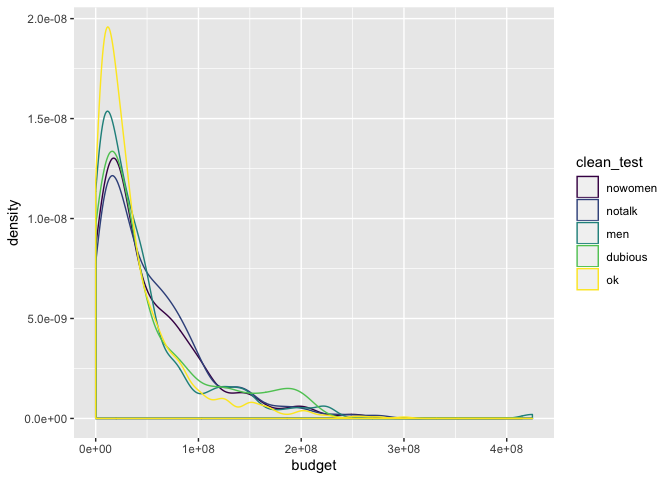 2.0e-08
1.5e-08
1.0e-08
5.0e-09
0.0e+00
density
0e+00 1e+08 2e+08 3e+08 4e+08
budget
clean_test
nowomen
notalk
men
dubious
ok